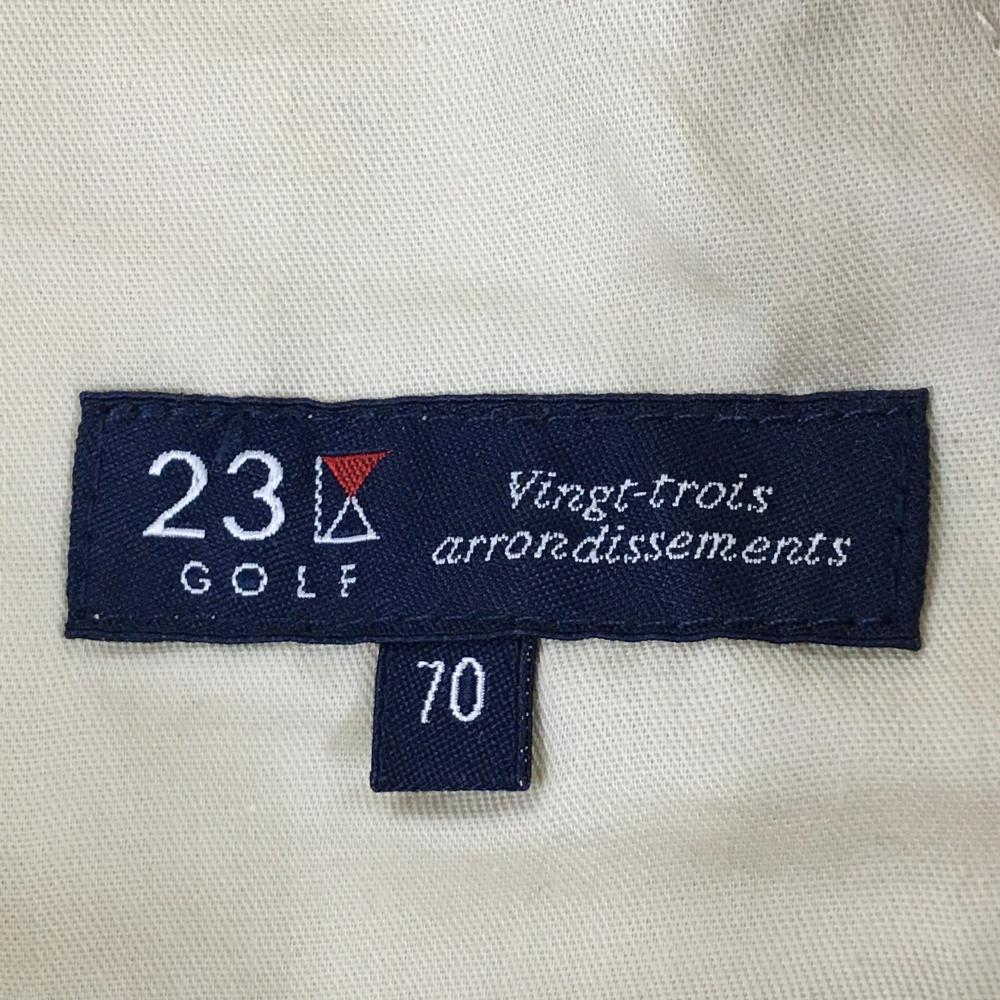 23
GOLF
Vingt-trois
arrondissements
70